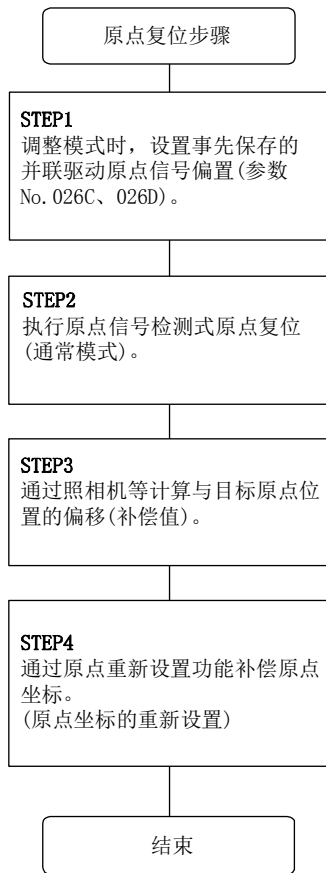 原点复位步骤
STEP1
调整模式时，设置事先保存的
并联驱动原点信号偏置(参数
No.026C、026D)。
STEP2
执行原点信号检测式原点复位
(通常模式)。
STEP3
通过照相机等计算与目标原点位
置的偏移(补偿值)。
STEP4
通过原点重新设置功能补偿原点
坐标。
(原点坐标的重新设置)
结束